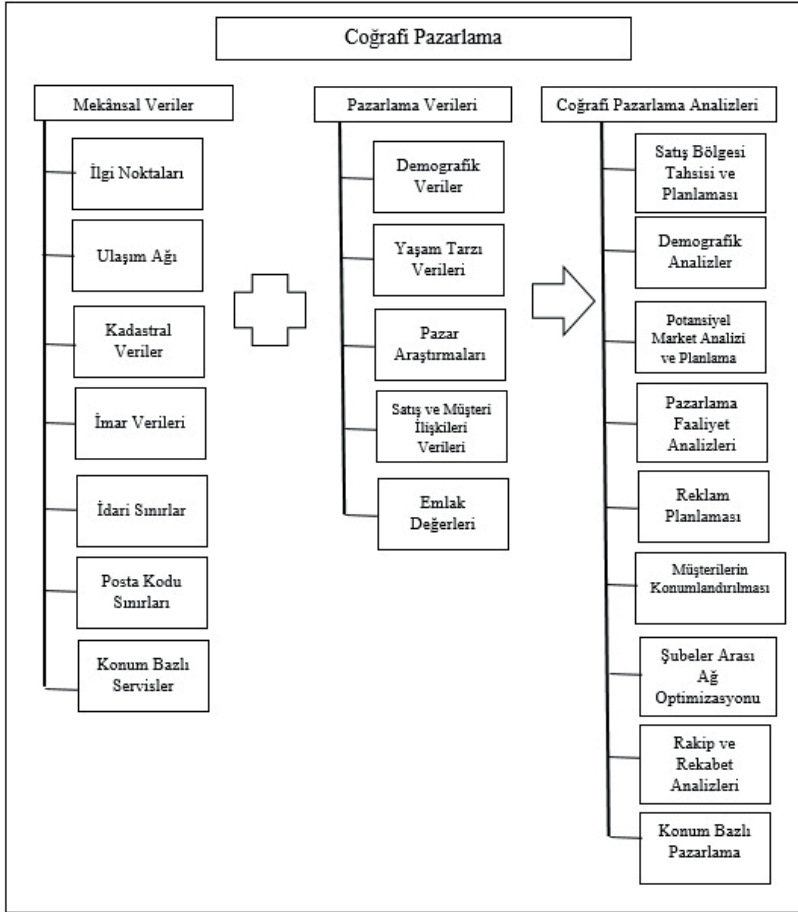 Coğrafi Pazarlama
Mekânsal Veriler
İlgi Noktaları
Ulaşım Ağı
Kadastral
Veriler
İmar Verileri
İdari Sınırlar
Posta Kodu
Sınırları
Konum Bazlı
Servisler
Pazarlama Verileri
Demografik
Veriler
Yaşam Tarzı
Verileri
Pazar
Araştırmaları
Satış ve Müşteri
İlişkileri
Verileri
Emlak
Değerleri
Coğrafi Pazarlama Analizleri
Satış Bölgesi
Tahsisi ve
Planlaması
Demografik
Analizler
Potansiyel
Market Analizi
ve Planlama
Pazarlama
Faaliyet
Analizleri
Reklam
Planlaması
Müşterilerin
Konumlandırılması
Şubeler Arası
Ağ
Optimizasyonu
Rakip ve
Rekabet
Analizleri
Konum Bazlı
Pazarlama